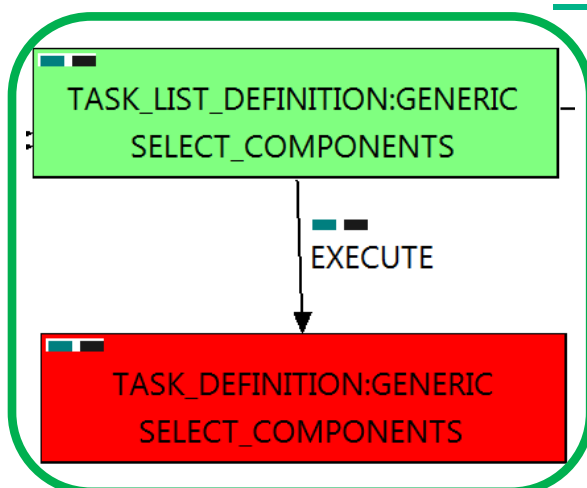 TASK_LIST_DEFINITION:GENERIC
SELECT_COMPONENTS
EXECUTE
TASK_DEFINITION:GENERIC
SELECT_COMPONENTS